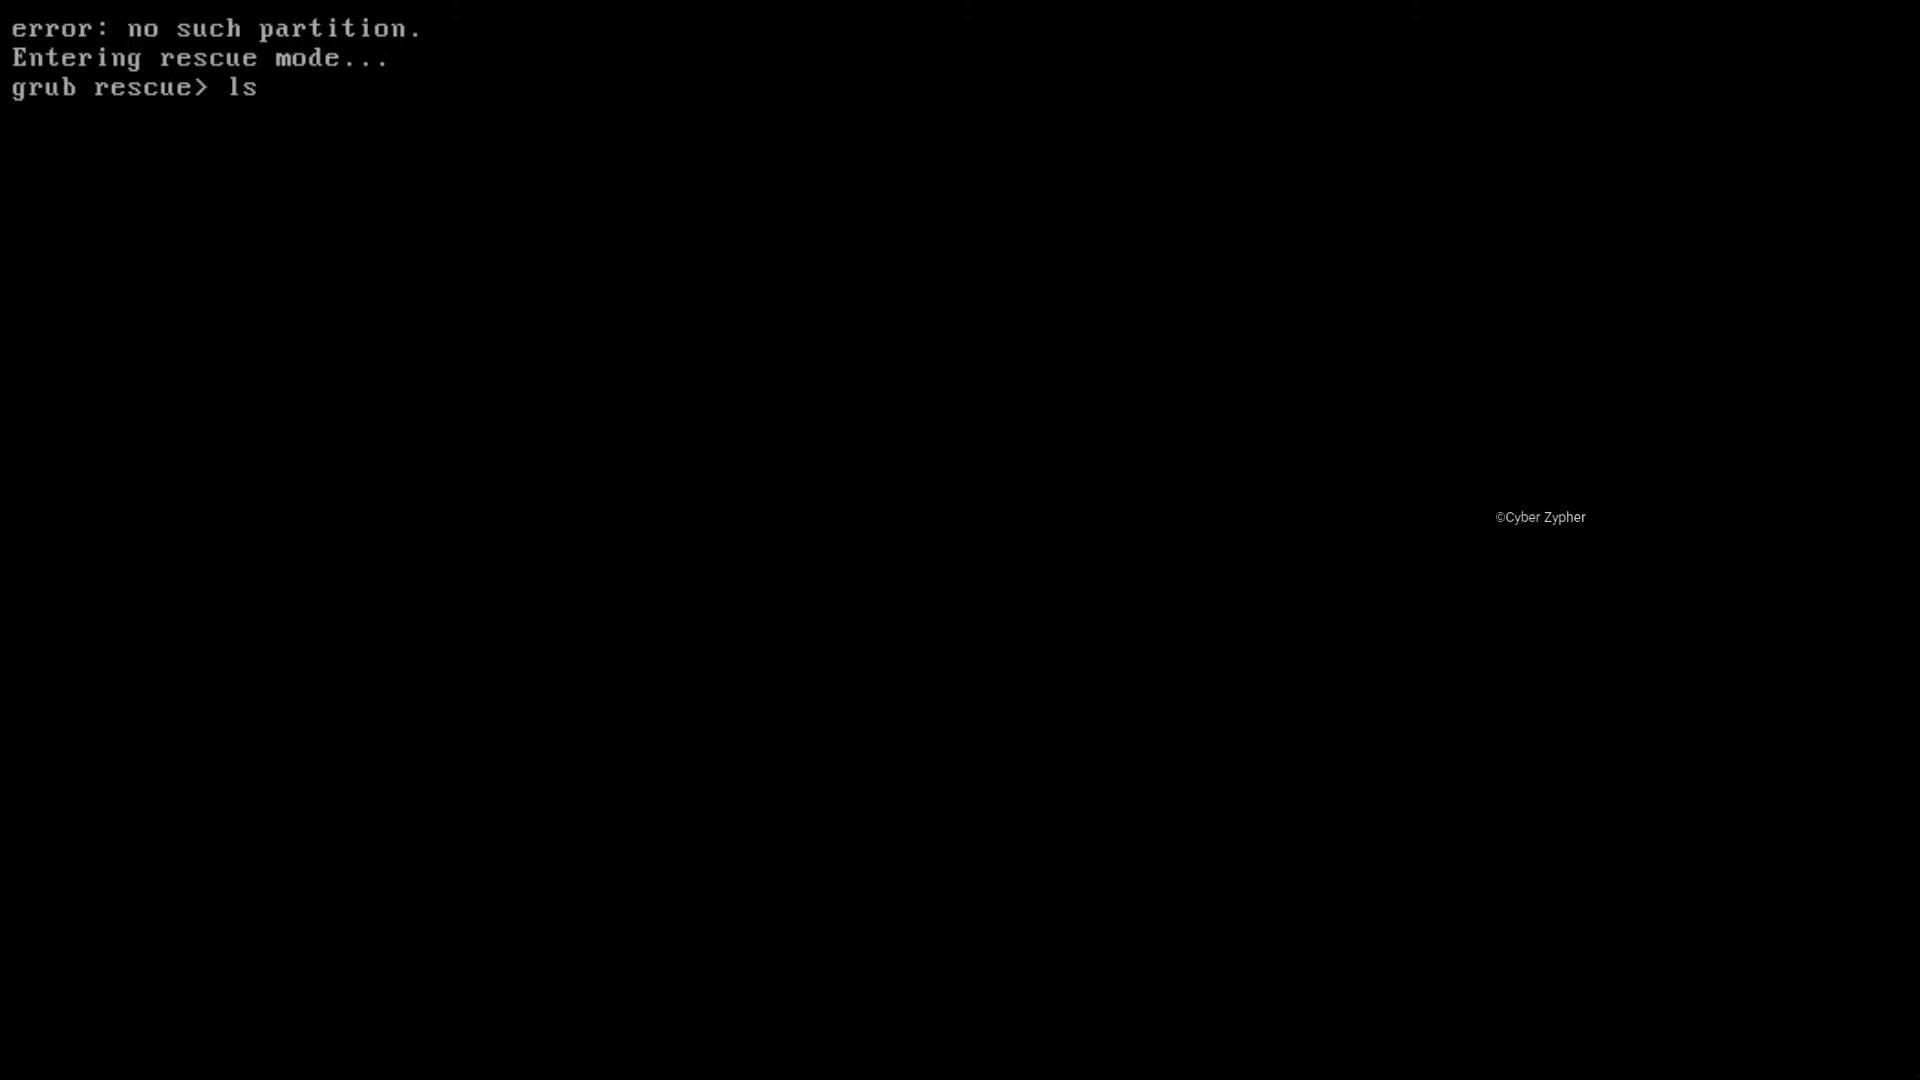 error: no such partition.
Entering rescue mode...
grub rescue> ls
©Cyber Zypher